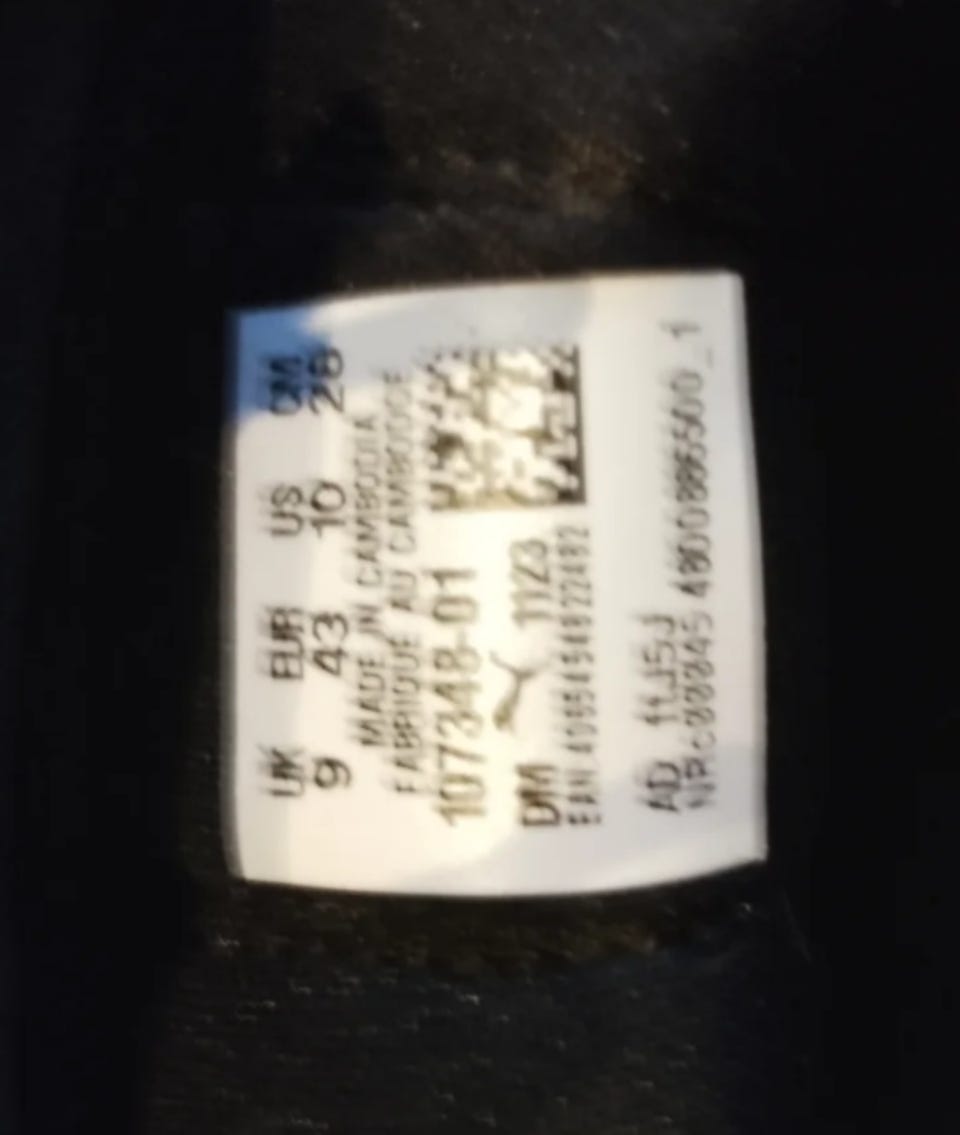 UK EUR US CM
9 43 10 28
MADE IN CAMBODIA
FABRIQUE AU CAMBODGE
107348-01
DM 1123
EAN
AD 11J5J